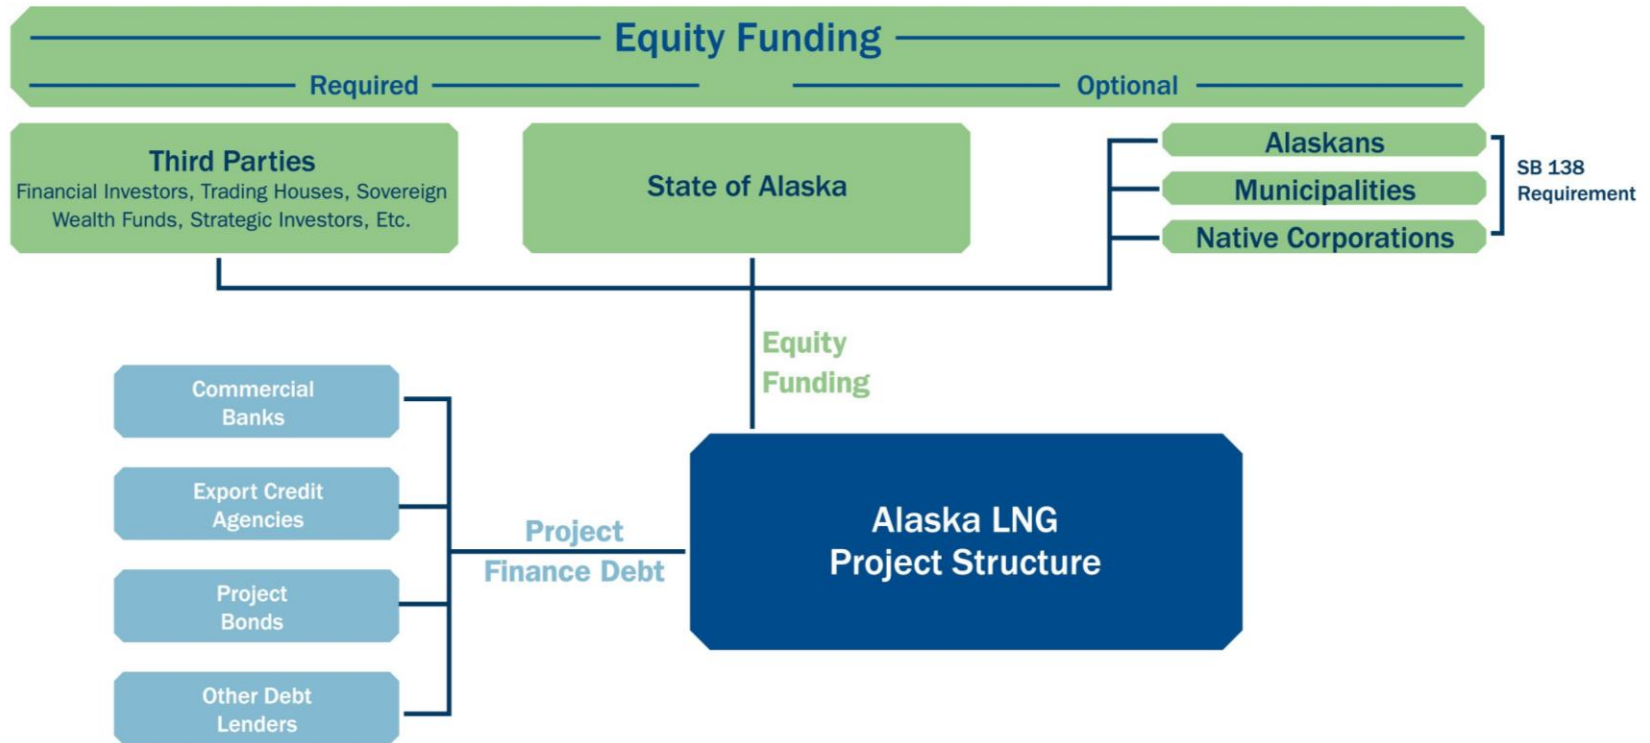 Equity Funding
Required
Optional
Third Parties
Financial Investors, Trading Houses, Sovereign
Wealth Funds, Strategic Investors, Etc.
State of Alaska
Alaskans
Municipalities
Native Corporations
SB 138
Requirement
Equity
Funding
Commercial
Banks
Export Credit
Agencies
Project
Bonds
Other Debt
Lenders
Project
Finance Debt
Alaska LNG
Project Structure